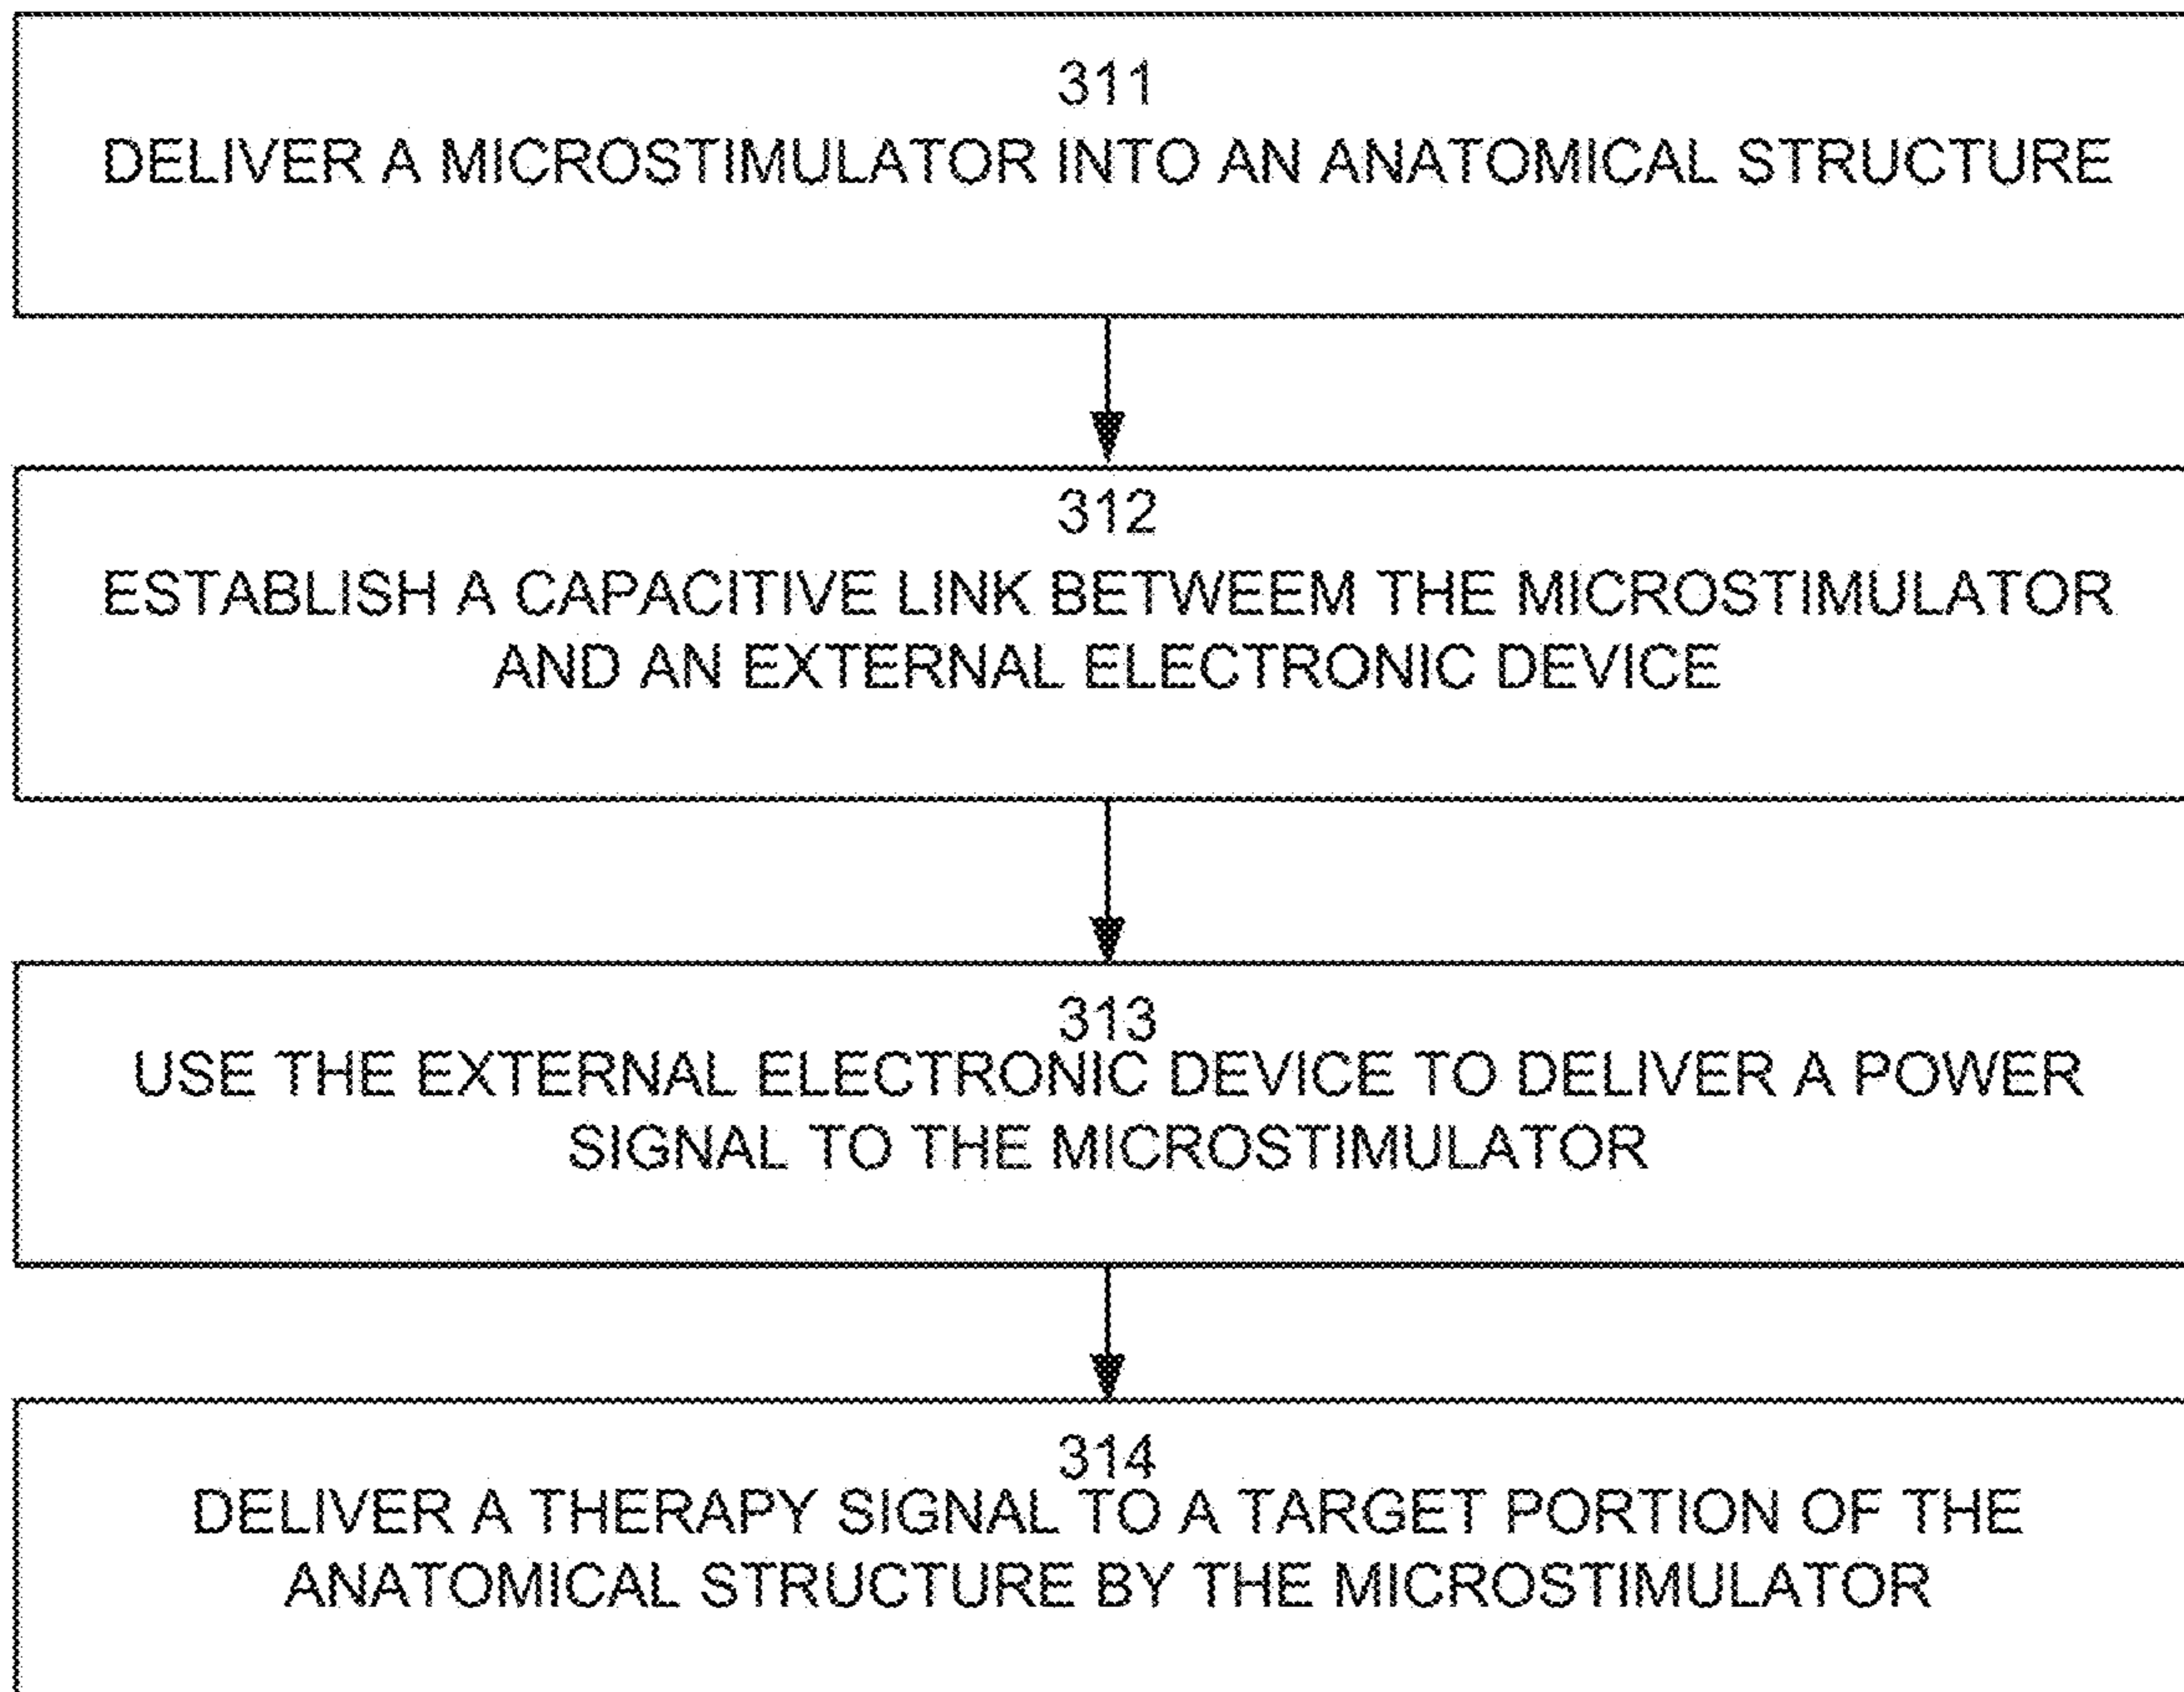 311
DELIVER A MICROSTIMULATOR INTO AN ANATOMICAL STRUCTURE
312
ESTABLISH A CAPACITIVE LINK BETWEEM THE MICROSTIMULATOR
AND AN EXTERNAL ELECTRONIC DEVICE
313
USE THE EXTERNAL ELECTRONIC DEVICE TO DELIVER A POWER
SIGNAL TO THE MICROSTIMULATOR
314
DELIVER A THERAPY SIGNAL TO A TARGET PORTION OF THE
ANATOMICAL STRUCTURE BY THE MICROSTIMULATOR